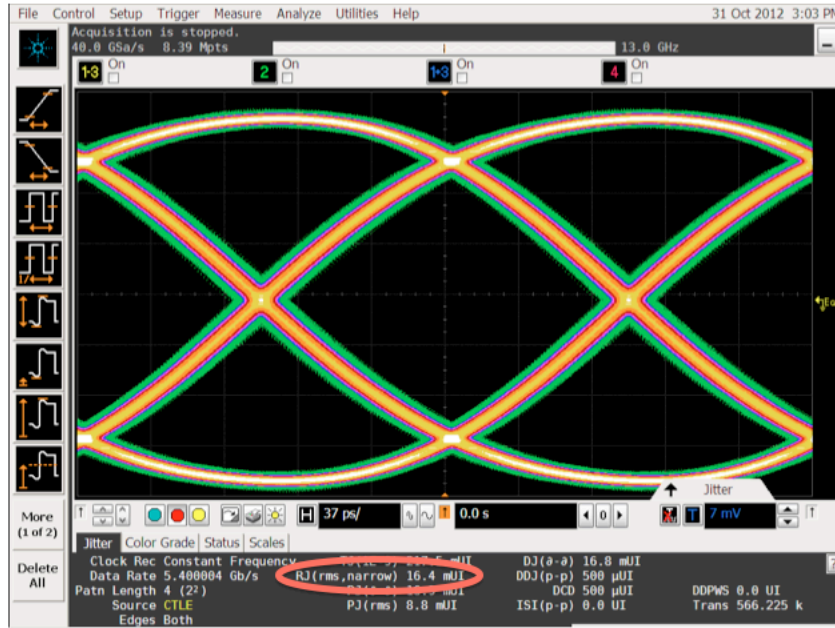 File Control Setup Trigger Measure Analyze Utilities Help 31 Oct 2012 3:03 PM
Acquisition is stopped.
40.0 GSa/s 8.39 Mpts 13.0 GHz
1•3 On 2 On 1•3 On 4 On
Jitter
More
(1 of 2)
H 37 ps/ 0.0 s 0 T 7 mV
Jitter Color Grade Status Scales
Delete
All
Clock Rec Constant Frequency DJ(∂-∂) 16.8 mUI
Data Rate 5.400004 Gb/s RJ(rms,narrow) 16.4 mUI DDJ(p-p) 500 µUI
Patn Length 4 (2²) DCD 500 µUI DDPWS 0.0 UI
Source CTLE PJ(rms) 8.8 mUI ISI(p-p) 0.0 UI Trans 566.225 k
Edges Both